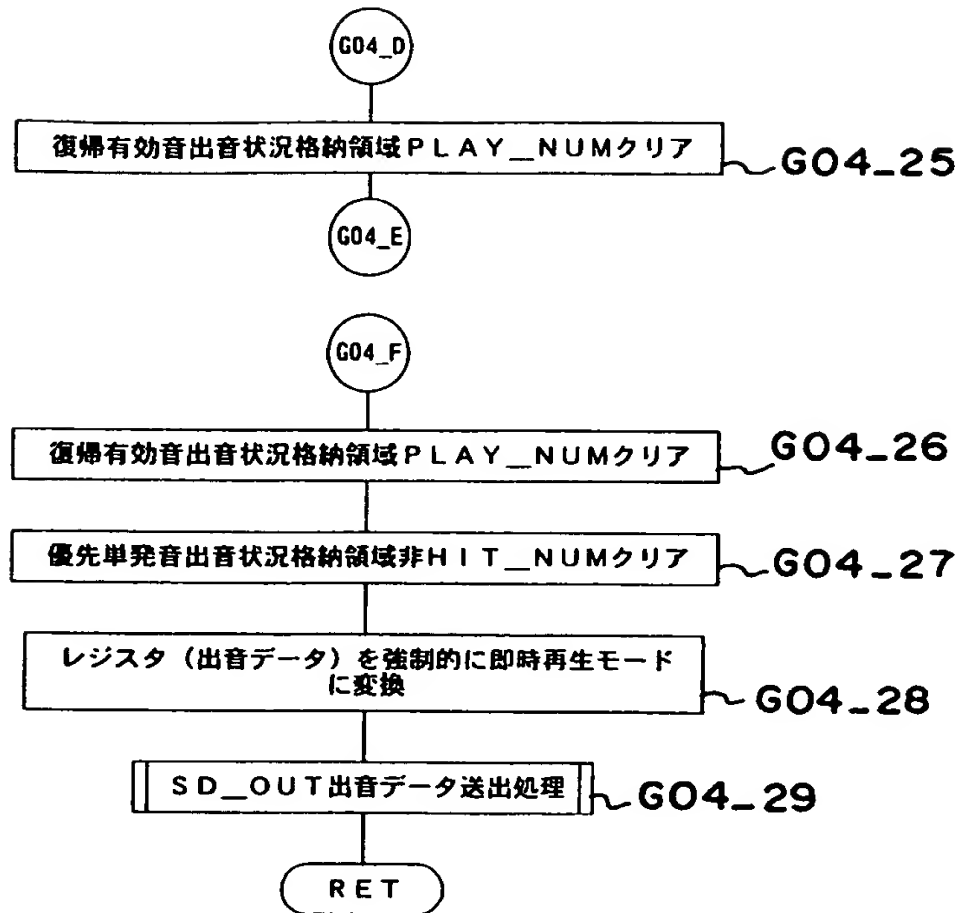 G04_D
復帰有効音出音状況格納領域PLAY_NUMクリア
G04_25
G04_E
G04_F
復帰有効音出音状況格納領域PLAY_NUMクリア
G04_26
優先単発音出音状況格納領域非HIT_NUMクリア
G04_27
レジスタ（出音データ）を強制的に即時再生モード
に変換
G04_28
SD_OUT出音データ送出処理
G04_29
RET